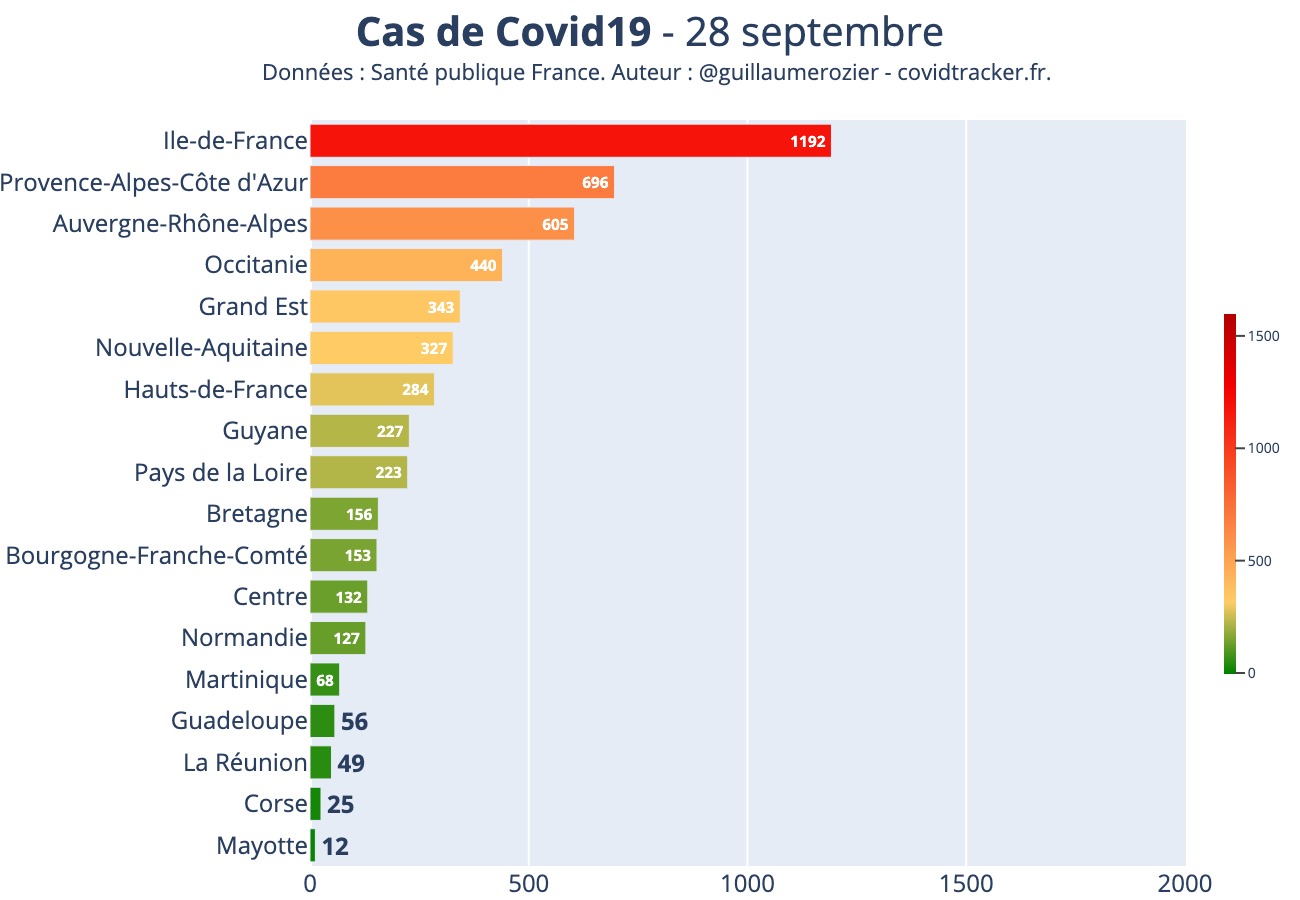 Cas de Covid19 - 28 septembre
Données : Santé publique France. Auteur : @guillaumerozier - covidtracker.fr.
Ile-de-France 1192
Provence-Alpes-Côte d'Azur 696
Auvergne-Rhône-Alpes 605
Occitanie 440
Grand Est 343
Nouvelle-Aquitaine 327
Hauts-de-France 284
Guyane 227
Pays de la Loire 223
Bretagne 156
Bourgogne-Franche-Comté 153
Centre 132
Normandie 127
Martinique 68
Guadeloupe 56
La Réunion 49
Corse 25
Mayotte 12
0 500 1000 1500 2000
1500
1000
500
0